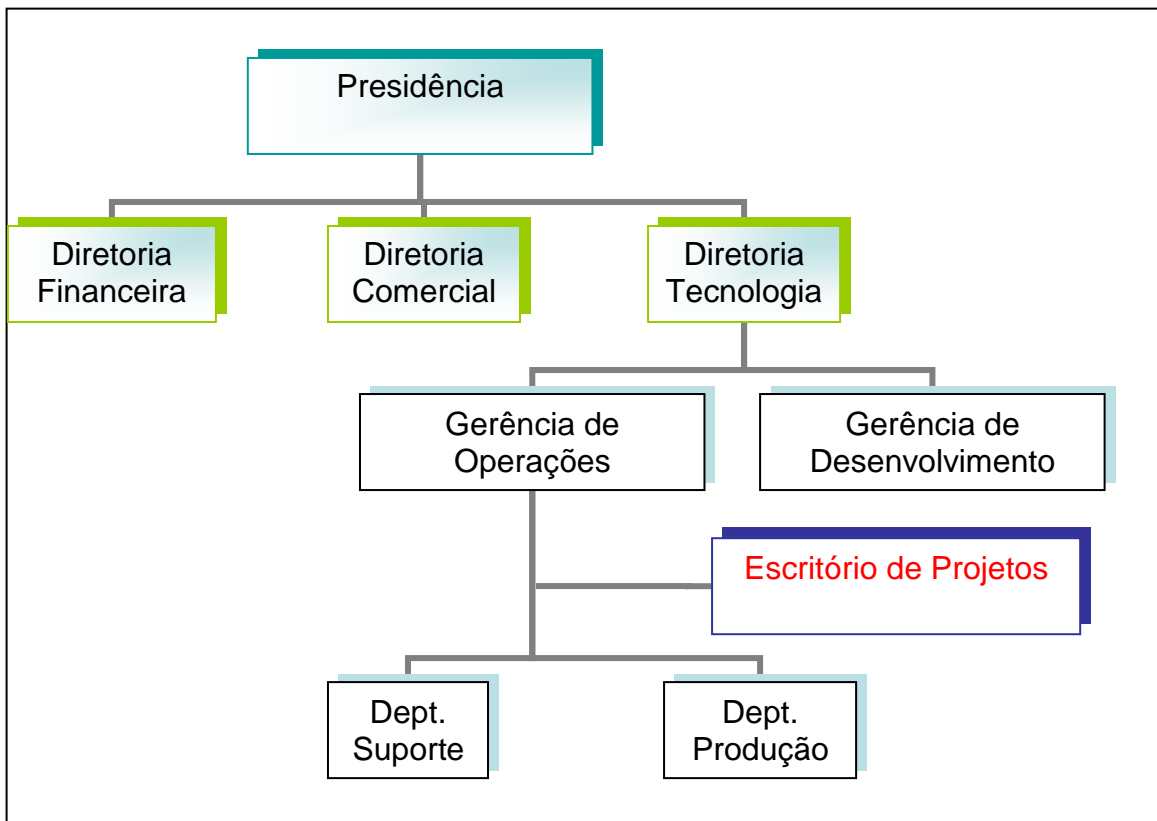 Presidência
Diretoria
Financeira
Diretoria
Comercial
Diretoria
Tecnologia
Gerência de
Operações
Gerência de
Desenvolvimento
Escritório de Projetos
Dept.
Suporte
Dept.
Produção